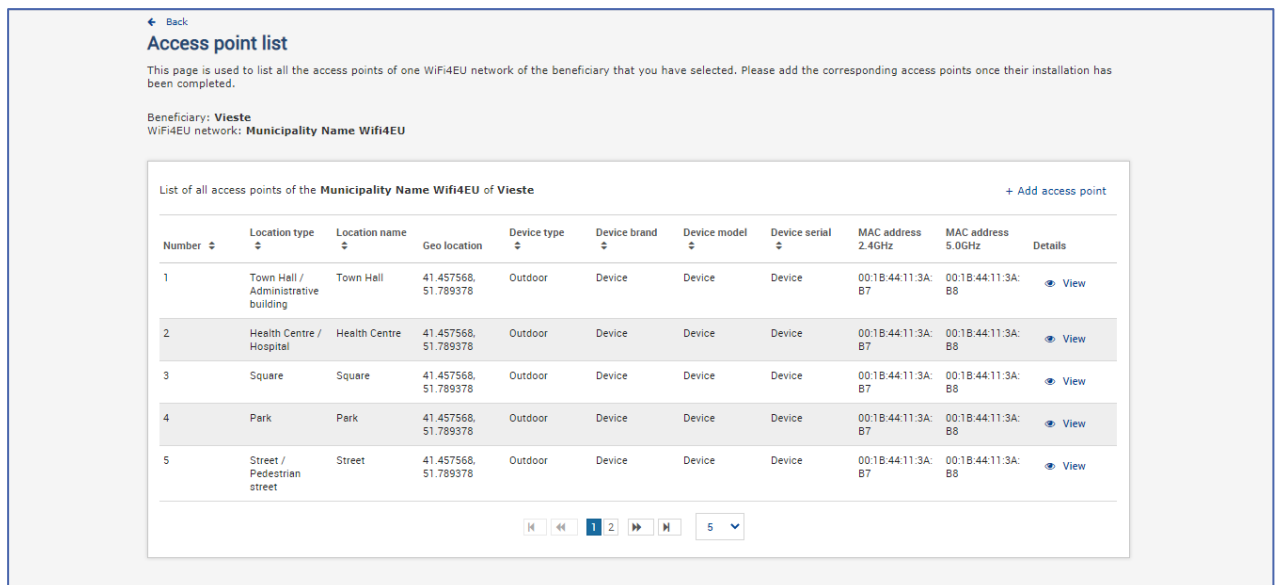 Back
Access point list
This page is used to list all the access points of one WiFi4EU network of the beneficiary that you have selected. Please add the corresponding access points once their installation has
been completed.
Beneficiary: Vieste
WiFi4EU network: Municipality Name Wifi4EU
List of all access points of the Municipality Name Wifi4EU of Vieste
+ Add access point
Number Location type Location name Geo location Device type Device brand Device model Device serial MAC address 2.4GHz MAC address 5.0GHz Details
1 Town Hall / Administrative building Town Hall 41.457568, 51.789378 Outdoor Device Device Device 00:1B:44:11:3A:B7 00:1B:44:11:3A:B8 View
2 Health Centre / Hospital Health Centre 41.457568, 51.789378 Outdoor Device Device Device 00:1B:44:11:3A:B7 00:1B:44:11:3A:B8 View
3 Square Square 41.457568, 51.789378 Outdoor Device Device Device 00:1B:44:11:3A:B7 00:1B:44:11:3A:B8 View
4 Park Park 41.457568, 51.789378 Outdoor Device Device Device 00:1B:44:11:3A:B7 00:1B:44:11:3A:B8 View
5 Street / Pedestrian street Street 41.457568, 51.789378 Outdoor Device Device Device 00:1B:44:11:3A:B7 00:1B:44:11:3A:B8 View
1 2 5